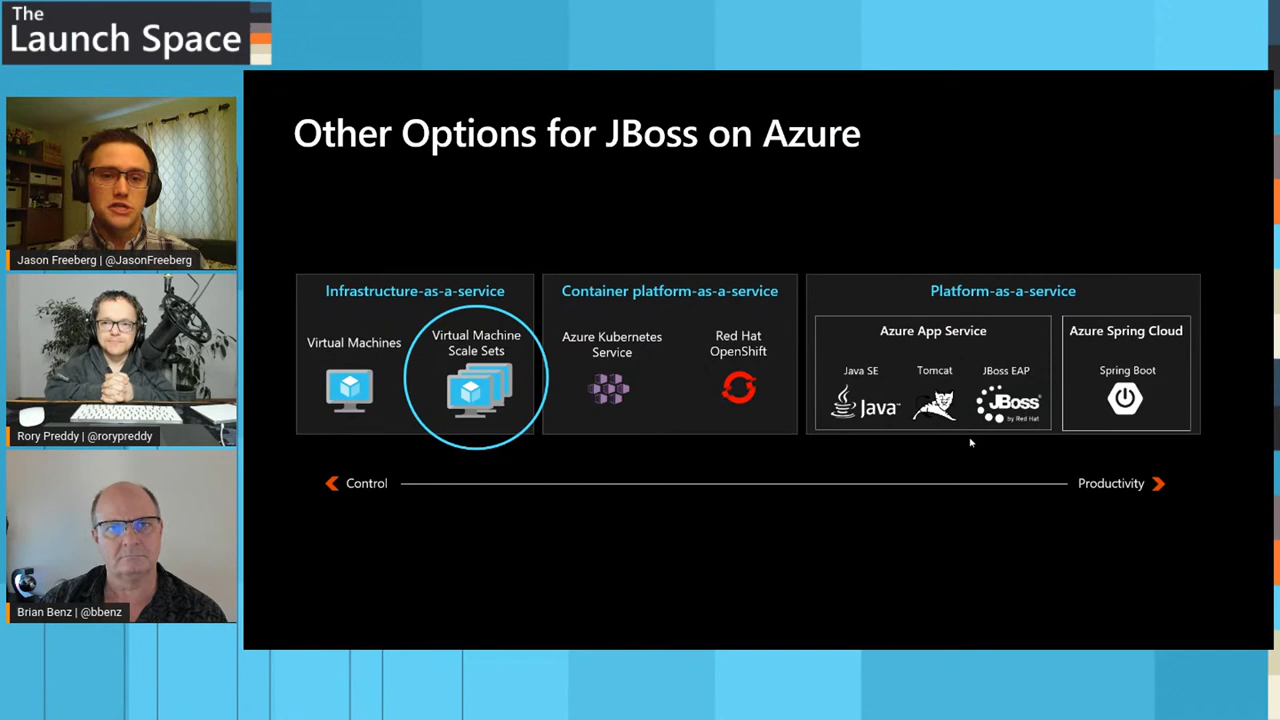 The
Launch Space
Jason Freeberg | @JasonFreeberg
Rory Preddy | @rorypreddy
Brian Benz | @bbenz
Other Options for JBoss on Azure
Infrastructure-as-a-service
Virtual Machines
Virtual Machine
Scale Sets
Container platform-as-a-service
Azure Kubernetes
Service
Red Hat
OpenShift
Platform-as-a-service
Azure App Service
Java SE
Java™
Tomcat
JBoss EAP
JBoss
by Red Hat
Azure Spring Cloud
Spring Boot
Control
Productivity